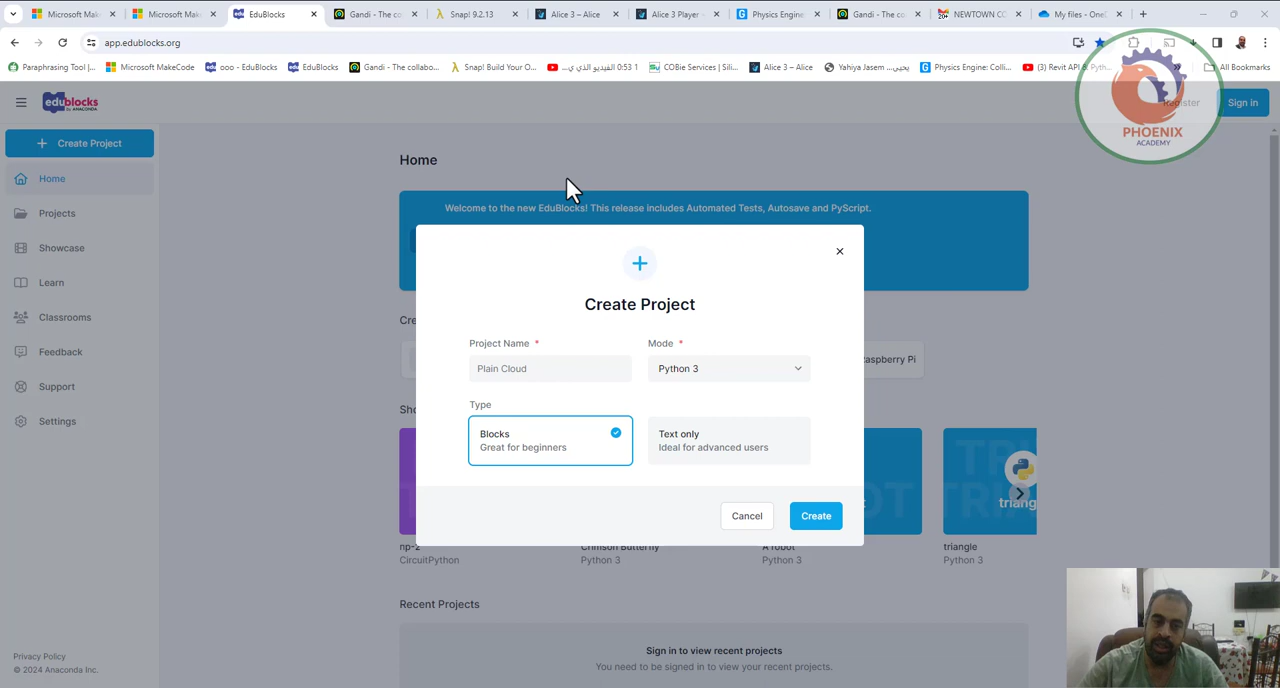 Microsoft Mak
Microsoft Mak
EduBlocks
Gandi - The co
Snap! 9.2.13
Alice 3 – Alice
Alice 3 Player -
Physics Engine
Gandi - The co
NEWTOWN CO
My files - One
app.edublocks.org
Paraphrasing Tool |...
Microsoft MakeCode
ooo - EduBlocks
EduBlocks
Gandi - The collab...
Snap! Build Your O...
0:53 الفيديو الذي ي...
COBie Services | Sili...
Alice 3 – Alice
Yahiya Jasem يحيى...
Physics Engine: Colli...
(3) Revit API & Pyth...
All Bookmarks
edublocks
by ANACONDA
Register
Sign in
PHOENIX
ACADEMY
Create Project
Home
Projects
Showcase
Learn
Classrooms
Feedback
Support
Settings
Home
Welcome to the new EduBlocks! This release includes Automated Tests, Autosave and PyScript.
Create Project
Project Name *
Mode *
Plain Cloud
Python 3
Type
Blocks
Great for beginners
Text only
Ideal for advanced users
Cancel
Create
Cre
aspberry Pi
Sho
triang
np-2
CircuitPython
Crimson Butterfly
Python 3
A robot
Python 3
triangle
Python 3
Recent Projects
Sign in to view recent projects
You need to be signed in to view your recent projects.
Privacy Policy
© 2024 Anaconda Inc.